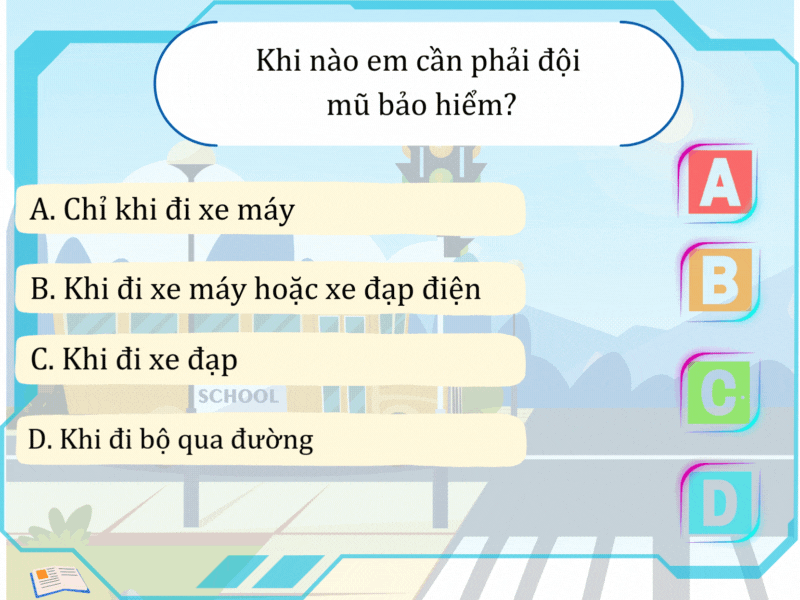 Khi nào em cần phải đội
mũ bảo hiểm?
A. Chỉ khi đi xe máy
A
B. Khi đi xe máy hoặc xe đạp điện
B
C. Khi đi xe đạp
C
SCHOOL
D. Khi đi bộ qua đường
D